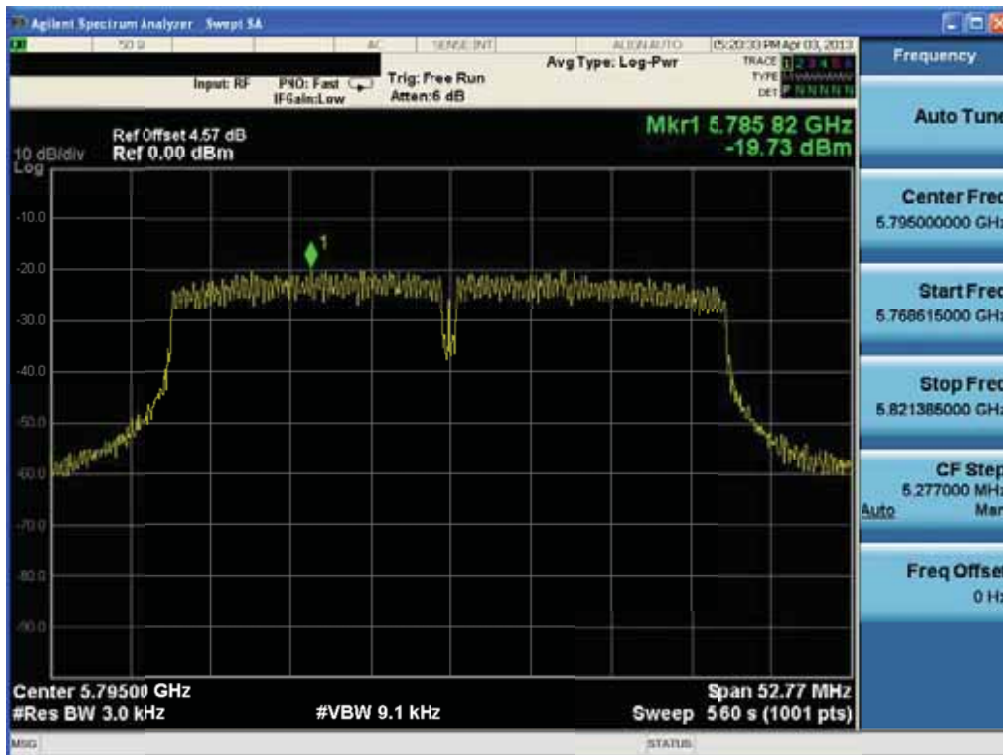 Agilent Spectrum Analyzer Swept SA
50 Ω AC SENSE:INT ALIGN AUTO 05:20:33 PM Apr 03, 2013
Frequency
Input: RF PNO: Fast IFGain:Low
Trig: Free Run
Atten:6 dB
Avg Type: Log-Pwr
TRACE 1 2 3 4 5 6
TYPE
DET P N N N N N
Auto Tune
Ref Offset 4.57 dB
Mkr1 5.785 82 GHz
10 dB/div Ref 0.00 dBm
-19.73 dBm
Log
Center Freq
5.795000000 GHz
-10.0
-20.0
-30.0
-40.0
-50.0
-60.0
-70.0
-80.0
-90.0
1
Start Freq
5.768615000 GHz
Stop Freq
5.821385000 GHz
CF Step
5.277000 MHz
Auto Man
Freq Offset
0 Hz
Center 5.79500 GHz
Span 52.77 MHz
#Res BW 3.0 kHz
#VBW 9.1 kHz
Sweep 560 s (1001 pts)
MSG
STATUS